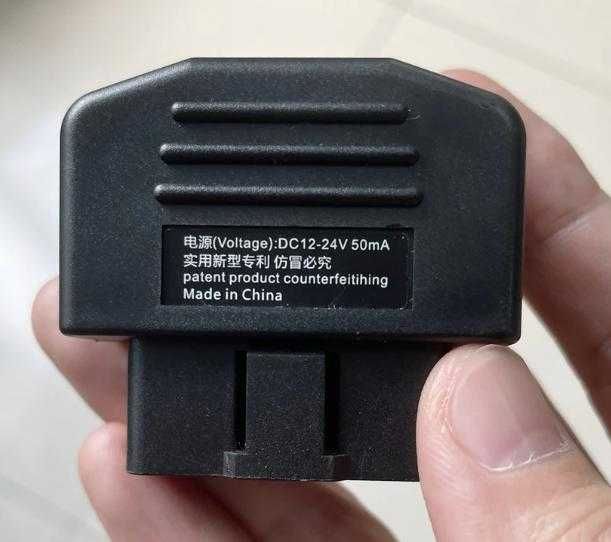 电源(Voltage):DC12-24V 50mA
实用新型专利 仿冒必究
patent product counterfeitihing
Made in China